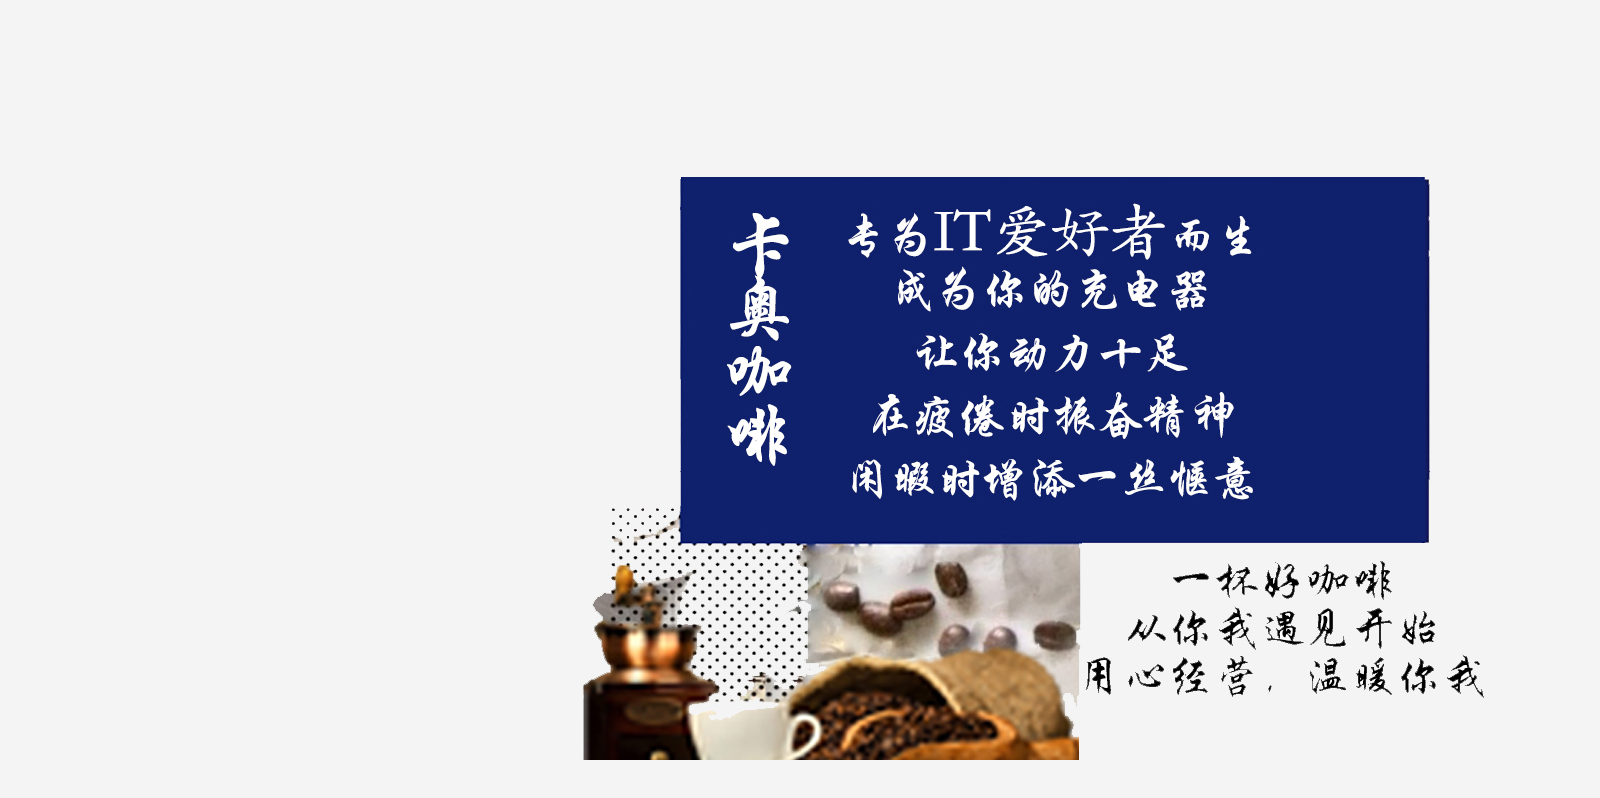 卡奥咖啡
专为IT爱好者而生
成为你的充电器
让你动力十足
在疲倦时振奋精神
闲暇时增添一丝惬意
一杯好咖啡
从你我遇见开始
用心经营，温暖你我